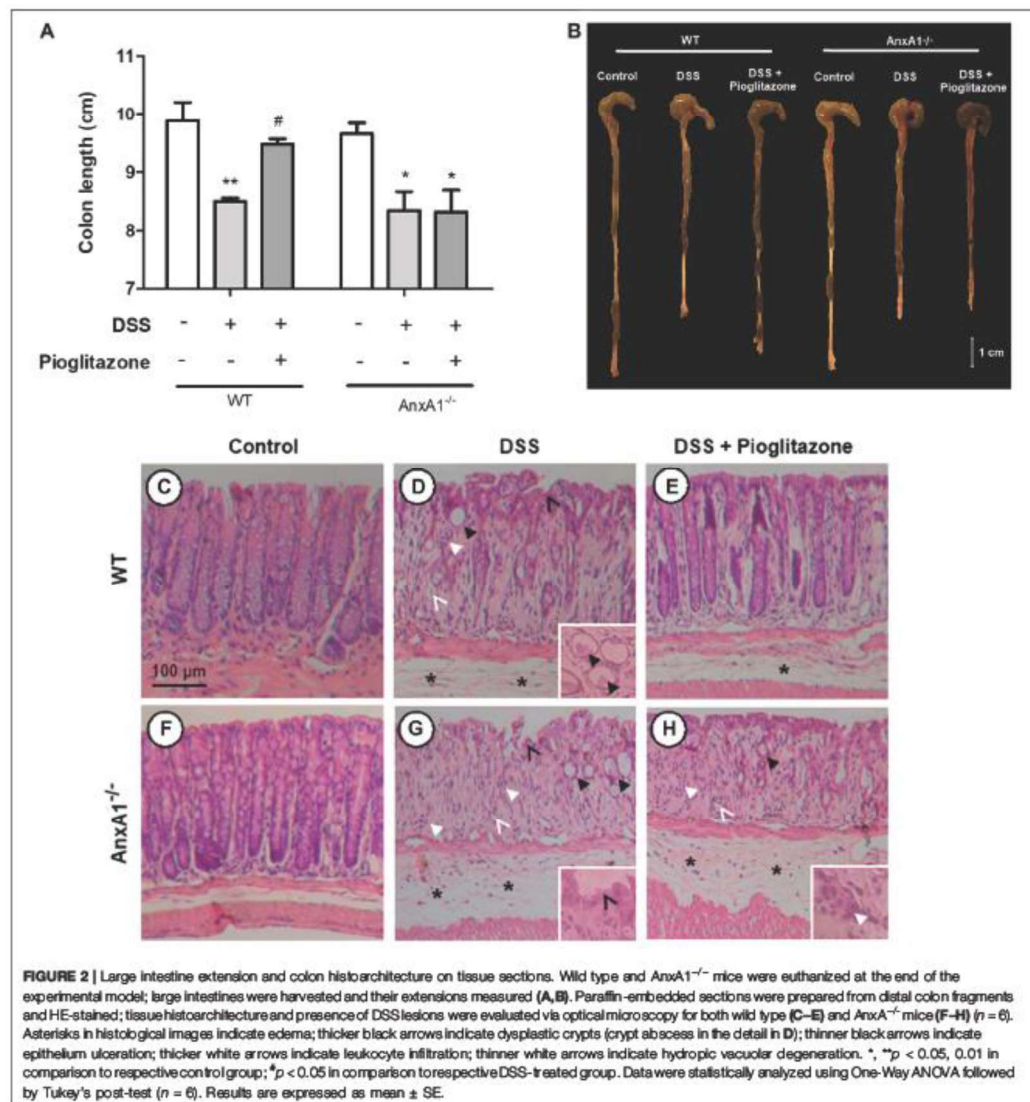 A
B
WT
AnxA1-/-
Control
DSS
DSS +
Pioglitazone
Control
DSS
DSS +
Pioglitazone
1 cm
Colon length (cm)
11
10
9
8
7
**
#
*
*
DSS - + + - + +
Pioglitazone - - + - - +
WT
AnxA1⁻/⁻
Control
DSS
DSS + Pioglitazone
WT
C
D
E
100 µm
*
*
*
AnxA1⁻/⁻
F
G
H
*
*
*
*
FIGURE 2 | Large intestine extension and colon histoarchitecture on tissue sections. Wild type and AnxA1⁻/⁻ mice were euthanized at the end of the
experimental model; large intestines were harvested and their extensions measured (A,B). Paraffin-embedded sections were prepared from distal colon fragments
and HE-stained; tissue histoarchitecture and presence of DSS lesions were evaluated via optical microscopy for both wild type (C–E) and AnxA⁻/⁻ mice (F–H) (n = 6).
Asterisks in histological images indicate edema; thicker black arrows indicate dysplastic crypts (crypt abscess in the detail in D); thinner black arrows indicate
epithelium ulceration; thicker white arrows indicate leukocyte infiltration; thinner white arrows indicate hydropic vacuolar degeneration. *, **p < 0.05, 0.01 in
comparison to respective control group; #p < 0.05 in comparison to respective DSS-treated group. Data were statistically analyzed using One-Way ANOVA followed
by Tukey's post-test (n = 6). Results are expressed as mean ± SE.